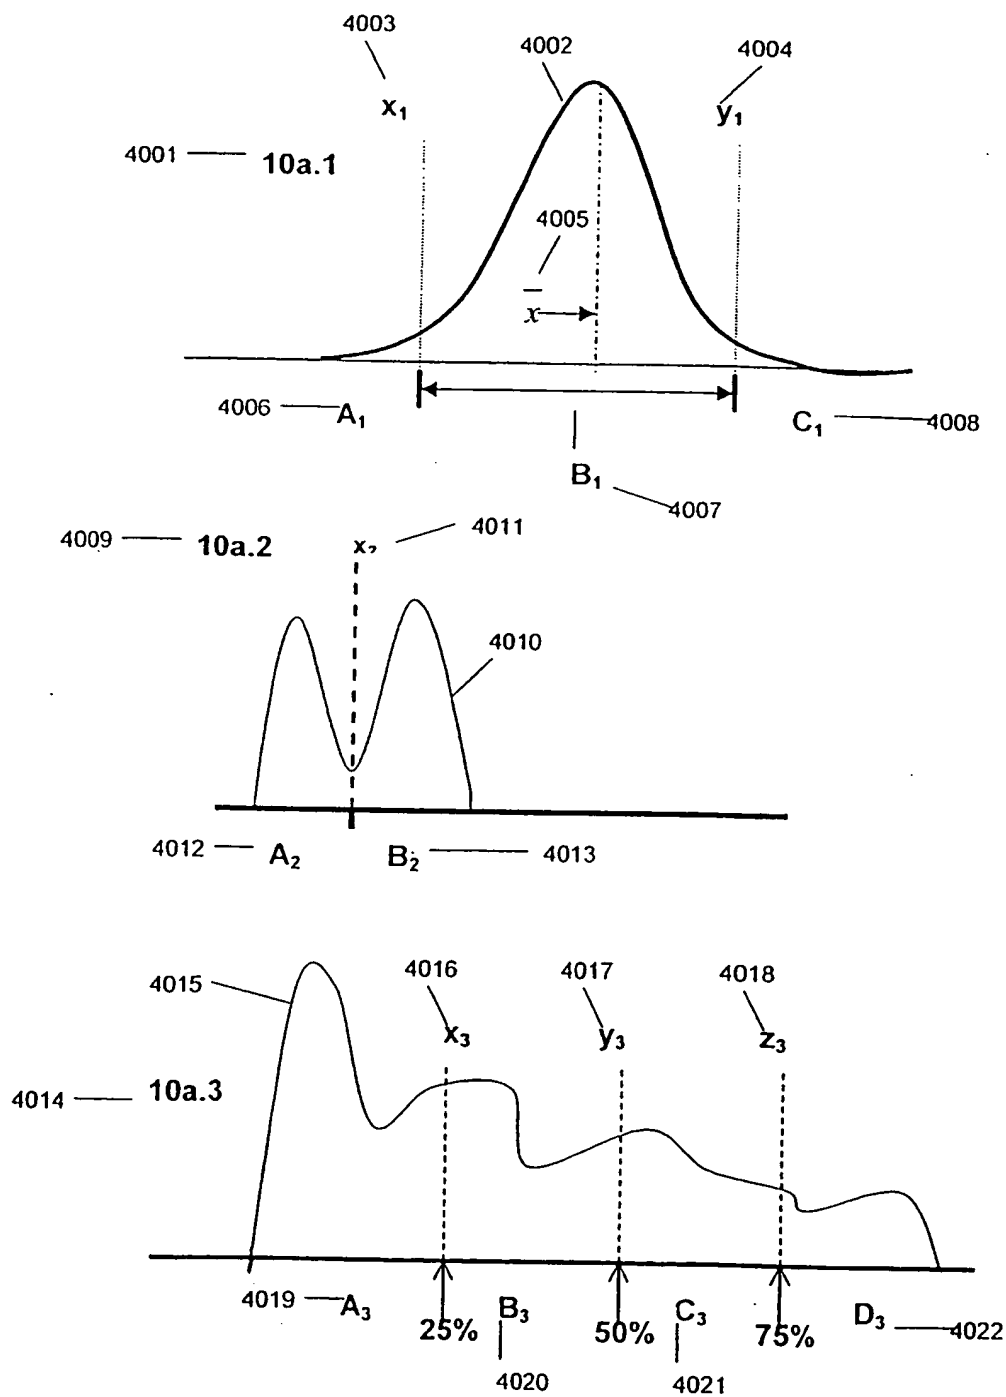 4003
4002
4004
x₁
y₁
4001
10a.1
4005
x̄
4006
A₁
C₁
4008
B₁
4007
4009
10a.2
x₂
4011
4010
4012
A₂
B₂
4013
4015
4016
4017
4018
x₃
y₃
z₃
4014
10a.3
4019
A₃
B₃
C₃
D₃
4022
25%
50%
75%
4020
4021